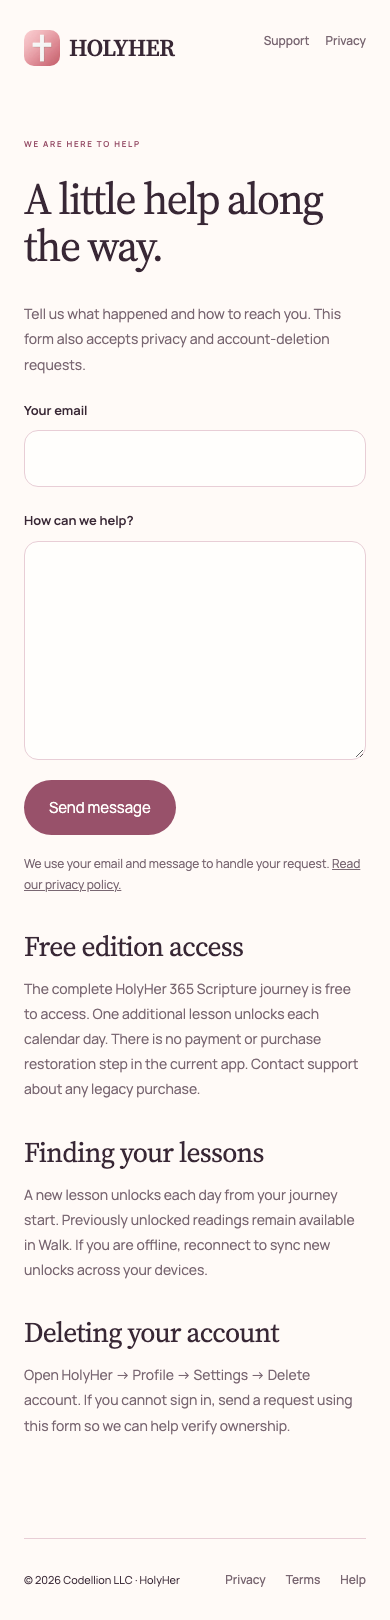 HOLYHER
Support Privacy
WE ARE HERE TO HELP
A little help along
the way.
Tell us what happened and how to reach you. This
form also accepts privacy and account-deletion
requests.
Your email
How can we help?
Send message
We use your email and message to handle your request. Read
our privacy policy.
Free edition access
The complete HolyHer 365 Scripture journey is free
to access. One additional lesson unlocks each
calendar day. There is no payment or purchase
restoration step in the current app. Contact support
about any legacy purchase.
Finding your lessons
A new lesson unlocks each day from your journey
start. Previously unlocked readings remain available
in Walk. If you are offline, reconnect to sync new
unlocks across your devices.
Deleting your account
Open HolyHer → Profile → Settings → Delete
account. If you cannot sign in, send a request using
this form so we can help verify ownership.
© 2026 Codellion LLC · HolyHer
Privacy Terms Help